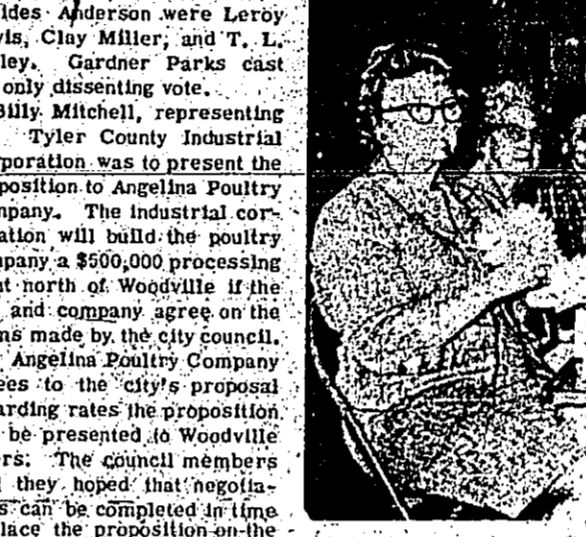 ides Anderson were Leroy
vis, Clay Miller, and T. L.
ley. Gardner Parks cast
only dissenting vote.
Billy Mitchell, representing
Tyler County Industrial
rporation was to present the
position to Angelina Poultry
mpany. The industrial cor-
ation will build the poultry
pany a $500,000 processing
nt north of Woodville if the
and company agree on the
ns made by the city council.
Angelina Poultry Company
ees to the city's proposal
arding rates the proposition
be presented to Woodville
ers. The council members
they hoped that negotia-
s can be completed in time
lace the proposition on the